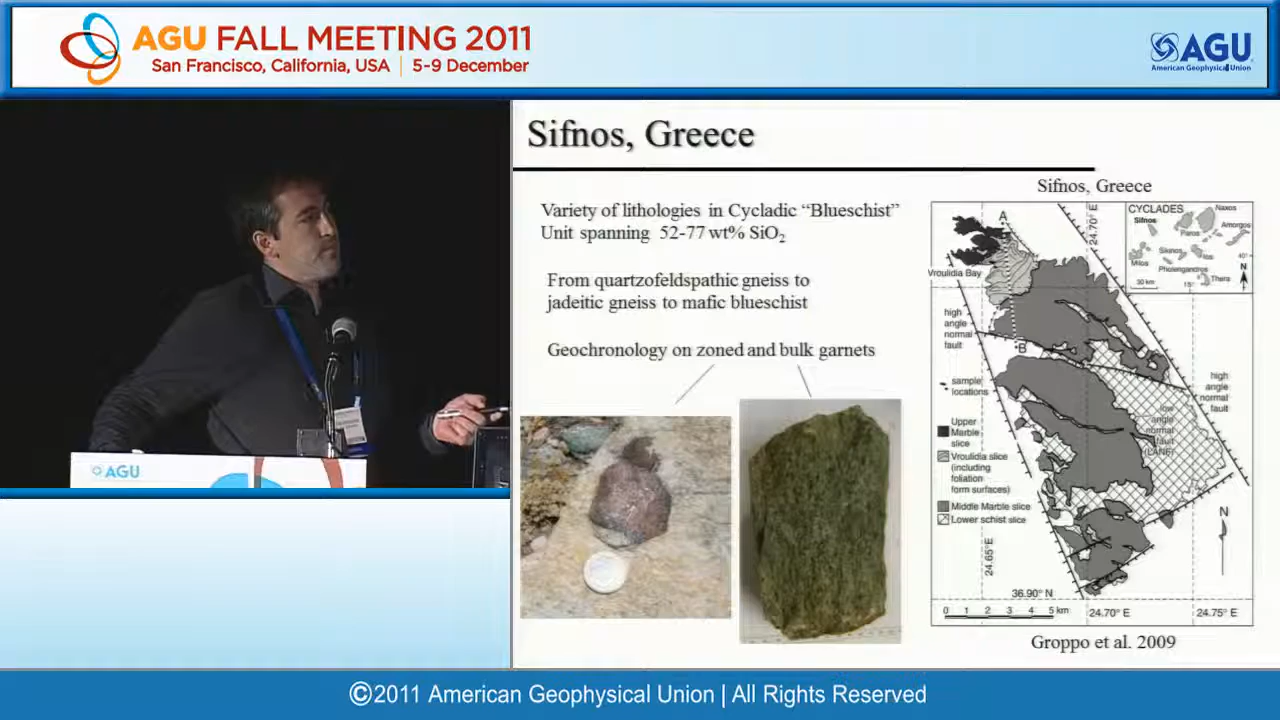 AGU FALL MEETING 2011
San Francisco, California, USA | 5-9 December
AGU
American Geophysical Union
AGU
Sifnos, Greece
Variety of lithologies in Cycladic “Blueschist”
Unit spanning 52-77 wt% SiO₂
From quartzofeldspathic gneiss to
jadeitic gneiss to mafic blueschist
Geochronology on zoned and bulk garnets
Sifnos, Greece
A
24.70° E
CYCLADES
Naxos
Sifnos
Paros
Amorgos
Sikinos
Ios
Milos
Pholengandros
Thera
30 km
N
Vroulidia Bay
high
angle
normal
fault
B
sample
locations
high
angle
normal
fault
low
angle
normal
fault
(LANF)
Upper
Marble
slice
Vroulidia slice
(including
foliation
form surfaces)
Middle Marble slice
Lower schist slice
N
24.65°E
36.90° N
0 1 2 3 4 5 km
24.70° E
24.75° E
Groppo et al. 2009
©2011 American Geophysical Union | All Rights Reserved